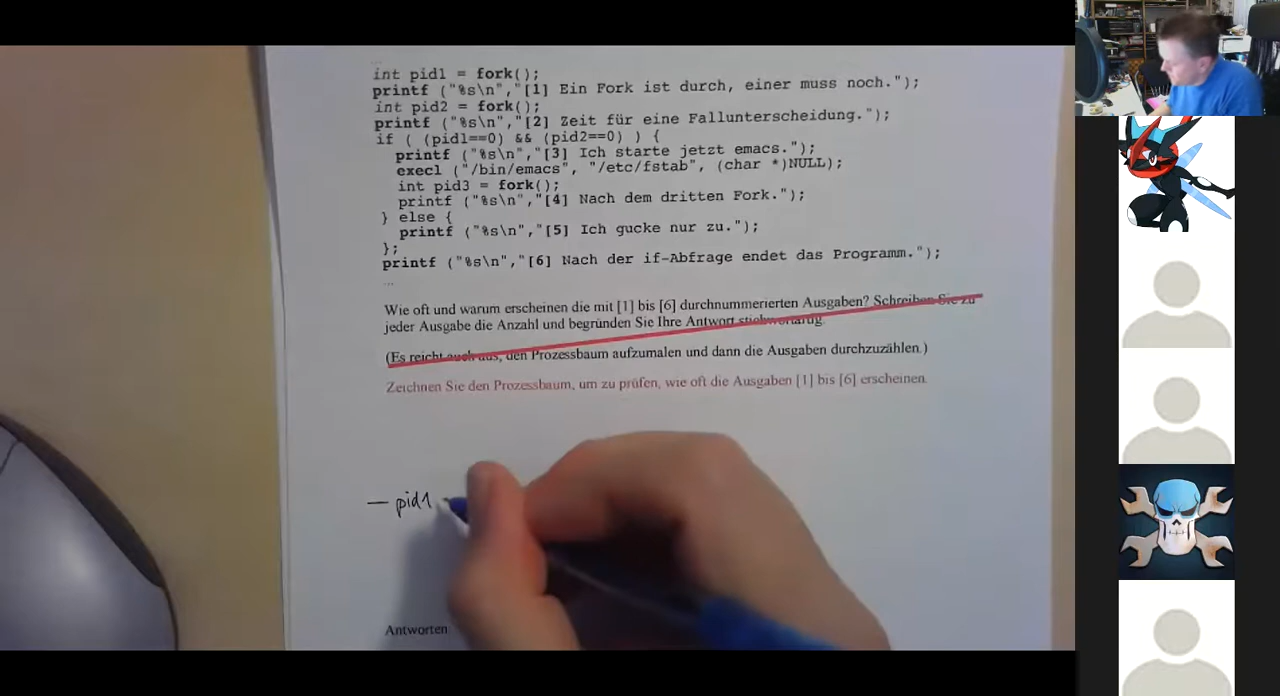 ...
int pid1 = fork();
printf ("%s\n","[1] Ein Fork ist durch, einer muss noch.");
int pid2 = fork();
printf ("%s\n","[2] Zeit für eine Fallunterscheidung.");
if ( (pid1==0) && (pid2==0) ) {
printf ("%s\n","[3] Ich starte jetzt emacs.");
execl ("/bin/emacs", "/etc/fstab", (char *)NULL);
int pid3 = fork();
printf ("%s\n","[4] Nach dem dritten Fork.");
} else {
printf ("%s\n","[5] Ich gucke nur zu.");
};
printf ("%s\n","[6] Nach der if-Abfrage endet das Programm.");
...
Wie oft und warum erscheinen die mit [1] bis [6] durchnummerierten Ausgaben? Schreiben Sie zu
jeder Ausgabe die Anzahl und begründen Sie Ihre Antwort stichwortartig.
(Es reicht auch aus, den Prozessbaum aufzumalen und dann die Ausgaben durchzuzählen.)
Zeichnen Sie den Prozessbaum, um zu prüfen, wie oft die Ausgaben [1] bis [6] erscheinen.
— pid1
Antworten